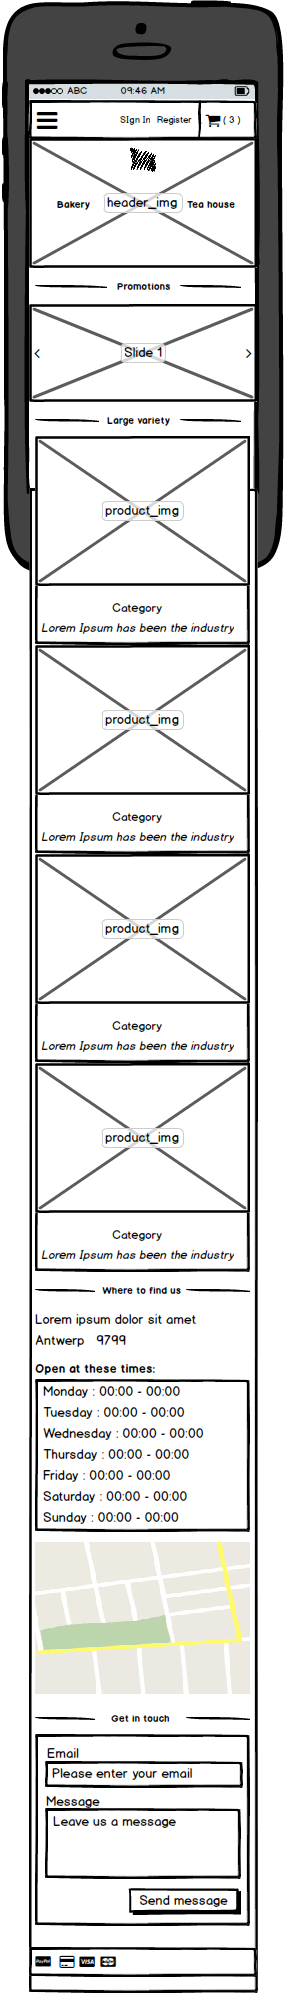 ABC 09:46 AM
SIgn In Register ( 3 )
Bakery header_img Tea house
Promotions
< Slide 1 >
Large variety
product_img
Category
Lorem Ipsum has been the industry
product_img
Category
Lorem Ipsum has been the industry
product_img
Category
Lorem Ipsum has been the industry
product_img
Category
Lorem Ipsum has been the industry
Where to find us
Lorem ipsum dolor sit amet
Antwerp 9799
Open at these times:
Monday : 00:00 - 00:00
Tuesday : 00:00 - 00:00
Wednesday : 00:00 - 00:00
Thursday : 00:00 - 00:00
Friday : 00:00 - 00:00
Saturday : 00:00 - 00:00
Sunday : 00:00 - 00:00
Get in touch
Email
Please enter your email
Message
Leave us a message
Send message
PayPal VISA